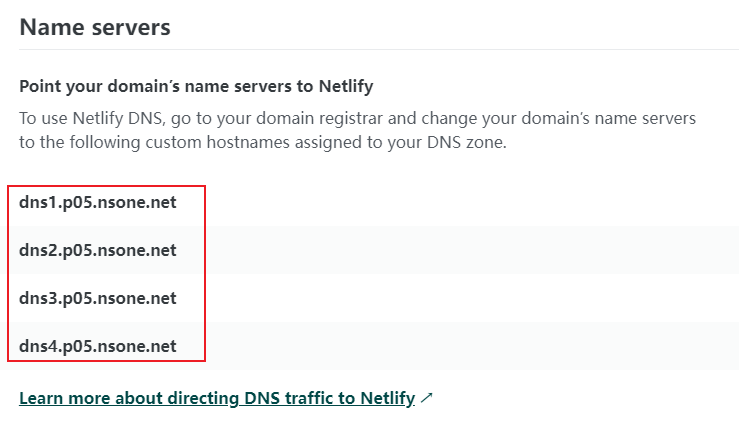 Name servers
Point your domain’s name servers to Netlify
To use Netlify DNS, go to your domain registrar and change your domain’s name servers
to the following custom hostnames assigned to your DNS zone.
dns1.p05.nsone.net
dns2.p05.nsone.net
dns3.p05.nsone.net
dns4.p05.nsone.net
Learn more about directing DNS traffic to Netlify ↗